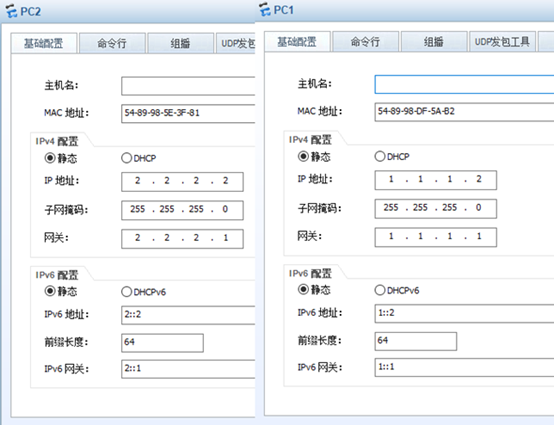 PC2
基础配置 命令行 组播 UDP发包
主机名:
MAC 地址: 54-89-98-5E-3F-81
IPv4 配置
静态 DHCP
IP 地址: 2 . 2 . 2 . 2
子网掩码: 255 . 255 . 255 . 0
网关: 2 . 2 . 2 . 1
IPv6 配置
静态 DHCPv6
IPv6 地址: 2::2
前缀长度: 64
IPv6 网关: 2::1
PC1
基础配置 命令行 组播 UDP发包工具
主机名:
MAC 地址: 54-89-98-DF-5A-B2
IPv4 配置
静态 DHCP
IP 地址: 1 . 1 . 1 . 2
子网掩码: 255 . 255 . 255 . 0
网关: 1 . 1 . 1 . 1
IPv6 配置
静态 DHCPv6
IPv6 地址: 1::2
前缀长度: 64
IPv6 网关: 1::1